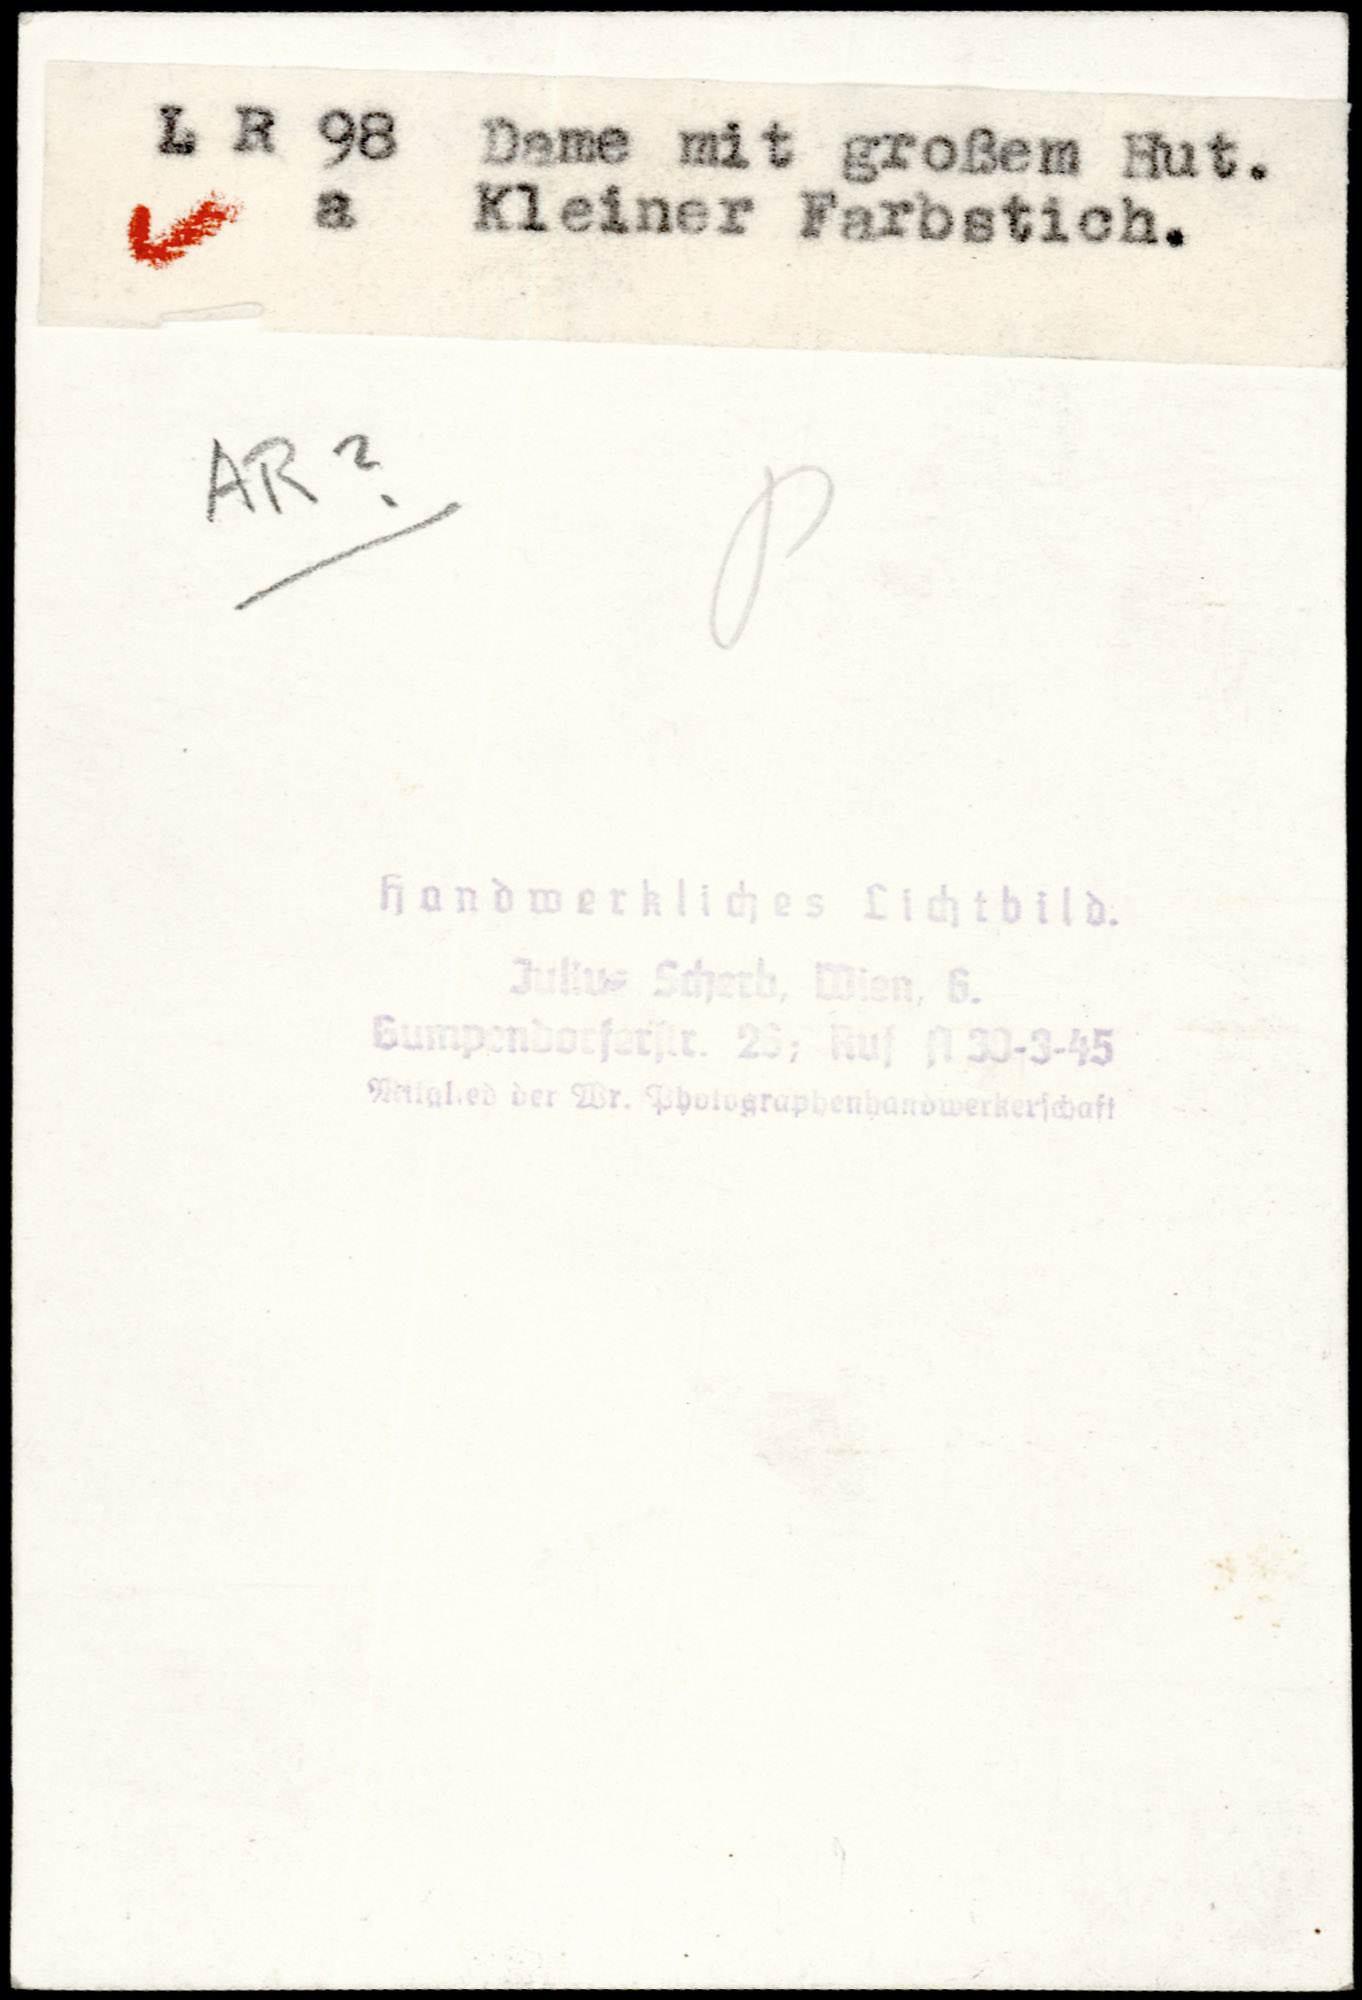 L R 98 Dame mit großem Hut.
a Kleiner Farbstich.
AR?
Handwerkliches Lichtbild.
Julius Scherb, Wien, 6.
Gumpendorferstr. 26; Ruf A 30-3-45
Mitglied der Wr. Photographenhandwerkerschaft